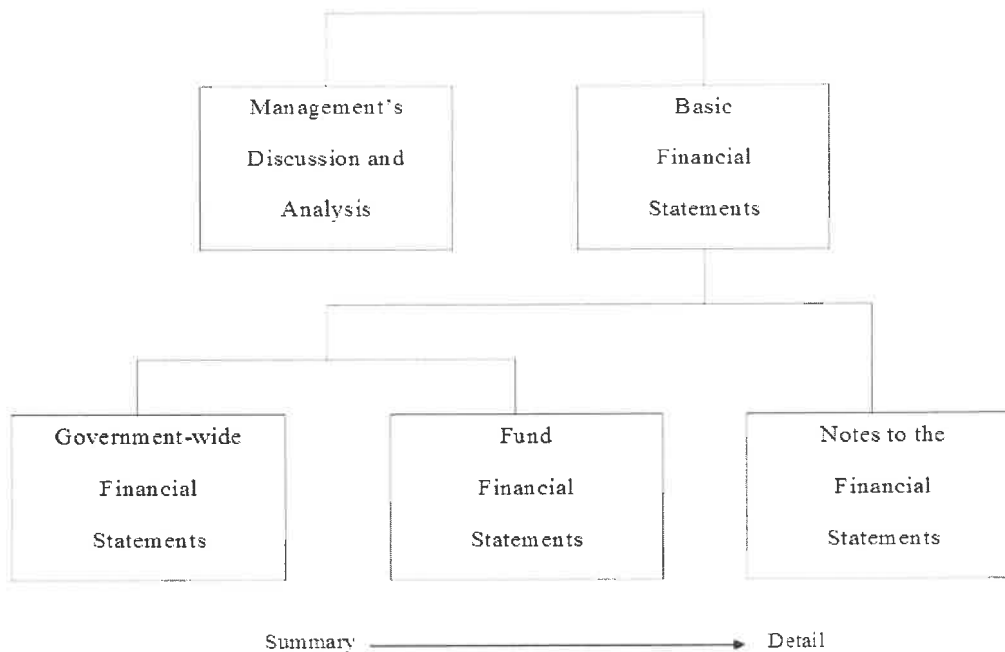 Management's
Discussion and
Analysis
Basic
Financial
Statements
Government-wide
Financial
Statements
Fund
Financial
Statements
Notes to the
Financial
Statements
Summary
Detail